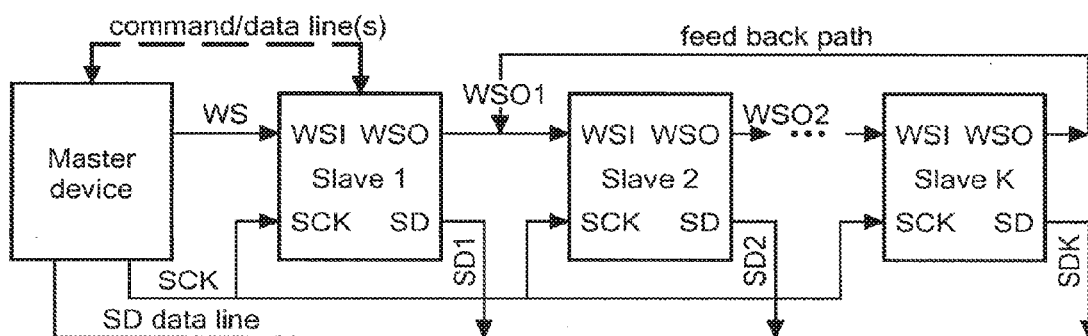 command/data line(s)
feed back path
WS
WSO1
WSO2
Master
device
WSI WSO
Slave 1
SCK SD
WSI WSO
Slave 2
SCK SD
...
WSI WSO
Slave K
SCK SD
SCK
SD1
SD2
SDK
SD data line